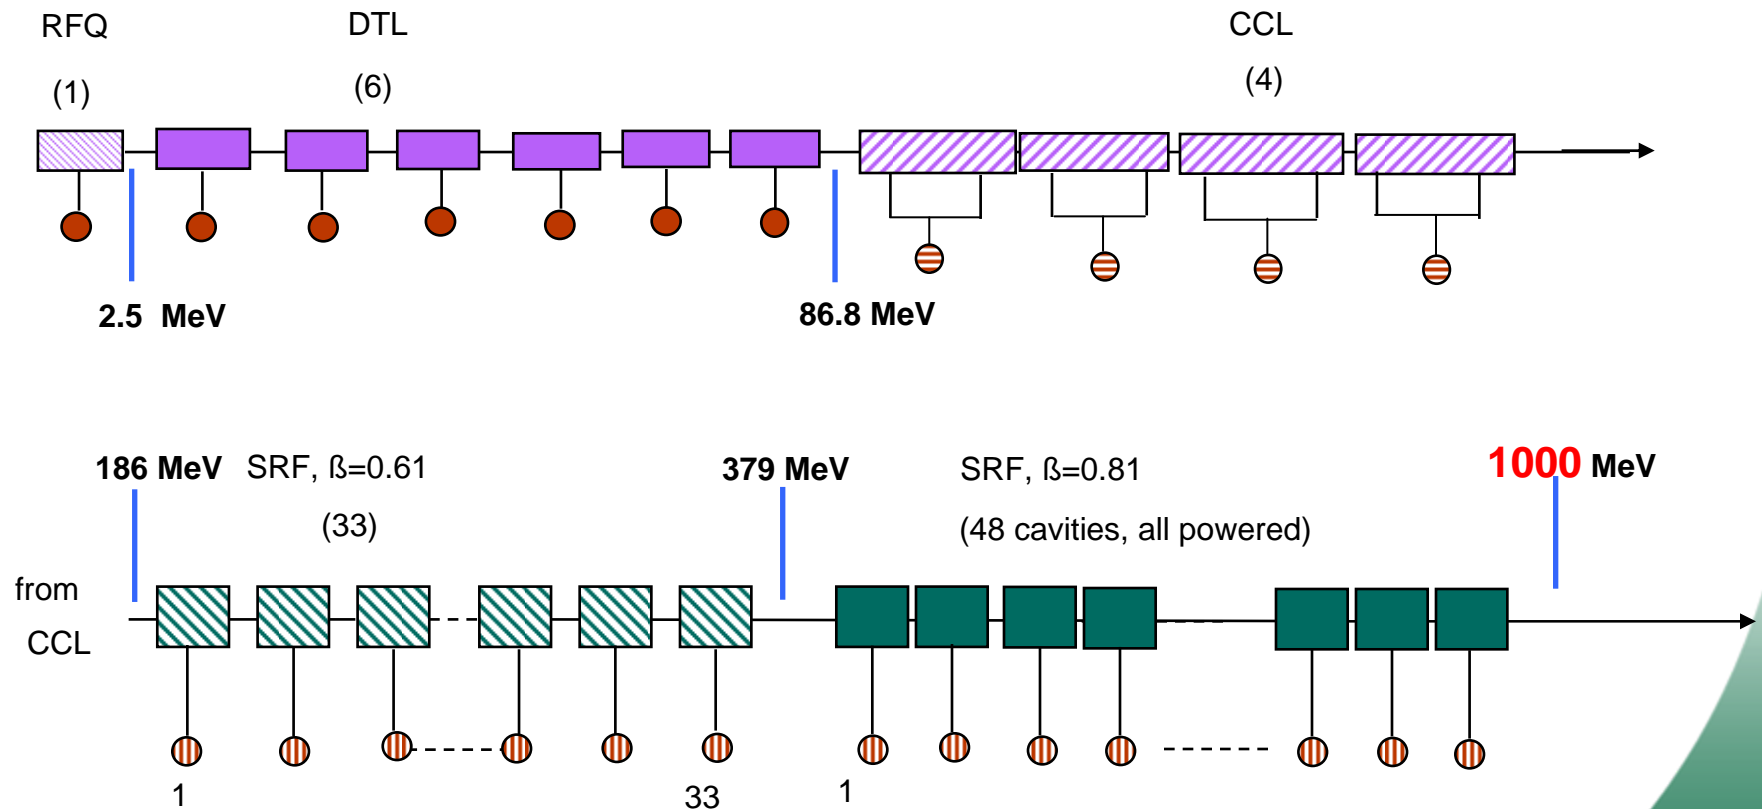 RFQ
DTL
CCL
(1)
(6)
(4)
2.5 MeV
86.8 MeV
186 MeV
SRF, ß=0.61
379 MeV
SRF, ß=0.81
1000 MeV
(33)
(48 cavities, all powered)
from
CCL
1
33
1